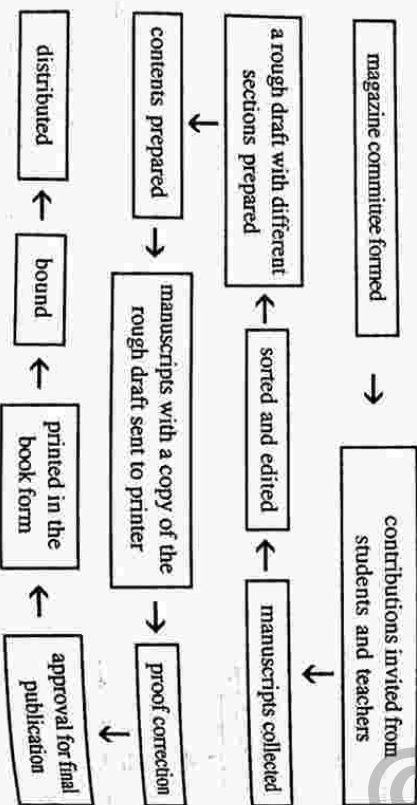 magazine committee formed
contributions invited from
students and teachers
manuscripts collected
sorted and edited
a rough draft with different
sections prepared
contents prepared
manuscripts with a copy of the
rough draft sent to printer
proof correction
approval for final
publication
printed in the
book form
bound
distributed